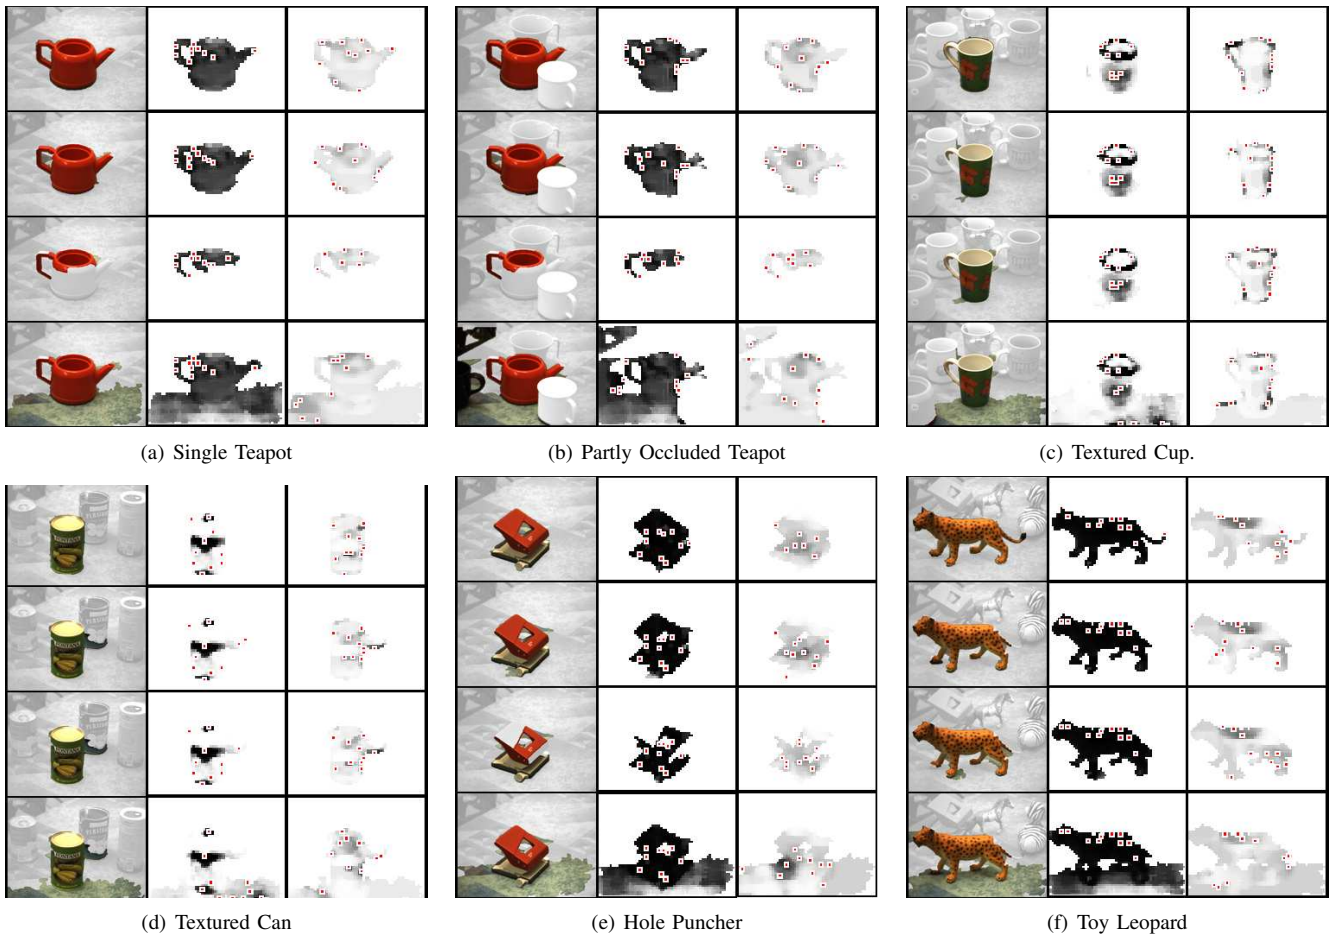 (a) Single Teapot
(b) Partly Occluded Teapot
(c) Textured Cup.
(d) Textured Can
(e) Hole Puncher
(f) Toy Leopard